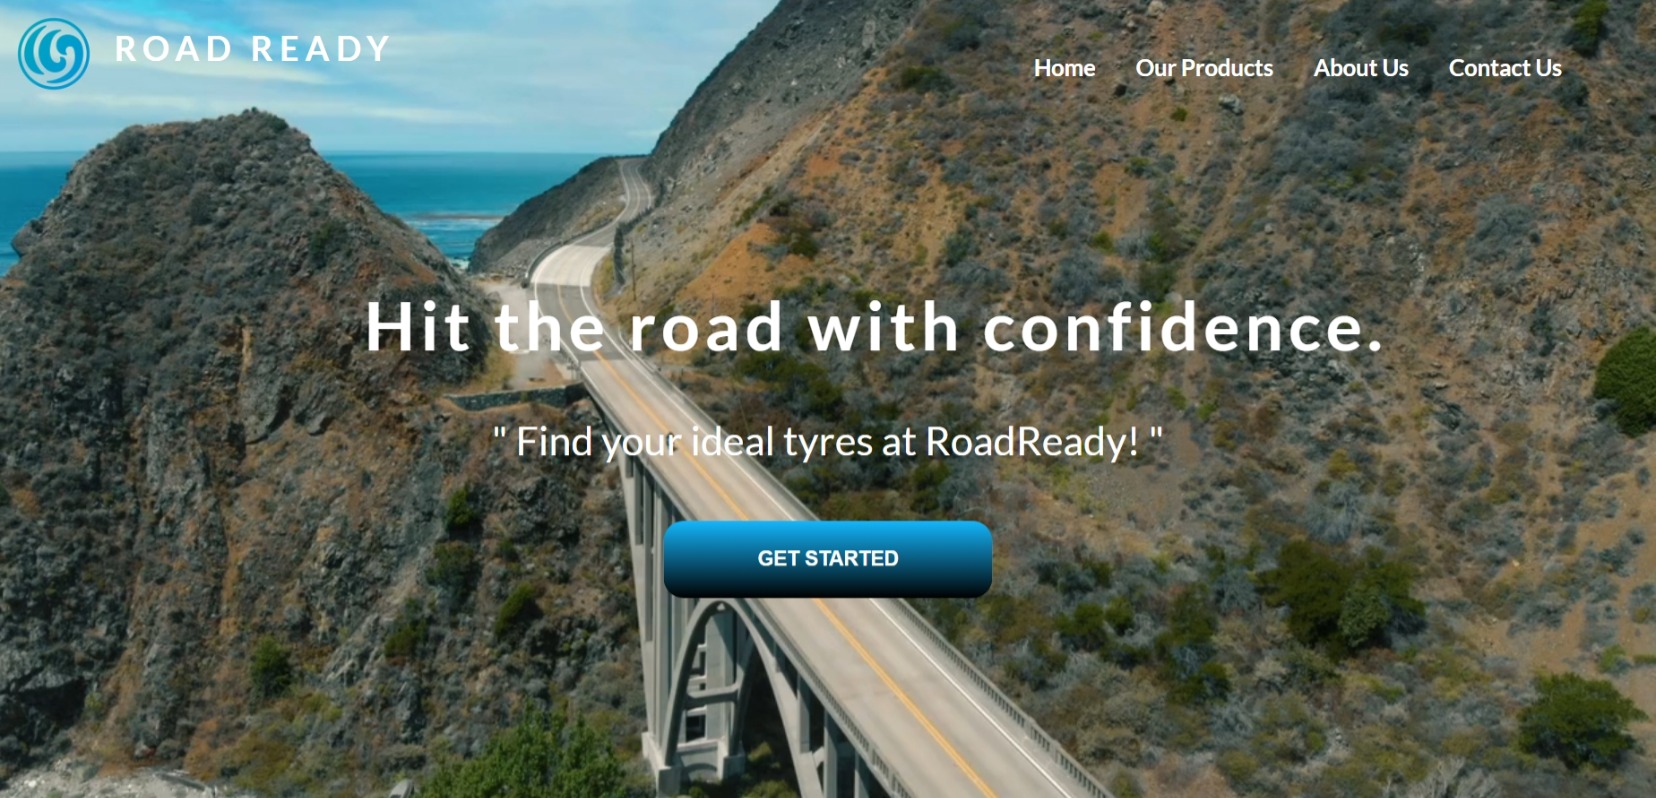 ROAD READY
Home Our Products About Us Contact Us
Hit the road with confidence.
" Find your ideal tyres at RoadReady! "
GET STARTED